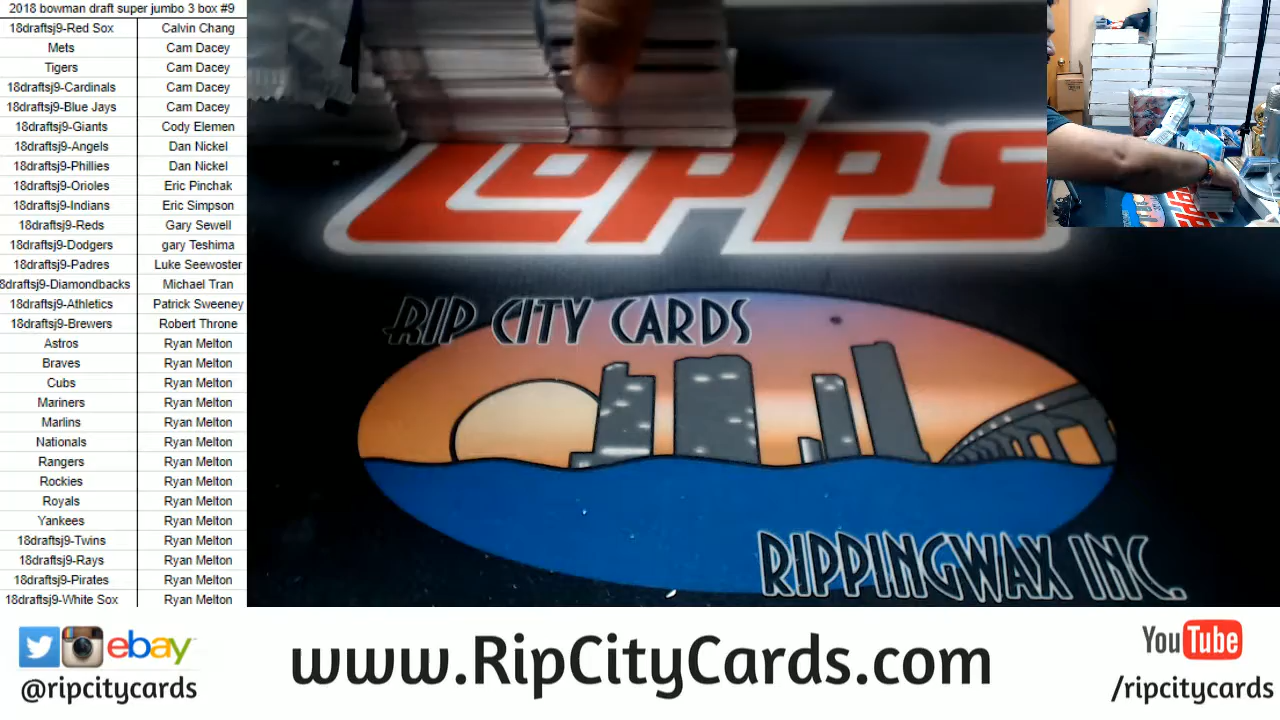 2018 bowman draft super jumbo 3 box #9
18draftsj9-Red Sox Calvin Chang
Mets Cam Dacey
Tigers Cam Dacey
18draftsj9-Cardinals Cam Dacey
18draftsj9-Blue Jays Cam Dacey
18draftsj9-Giants Cody Elemen
18draftsj9-Angels Dan Nickel
18draftsj9-Phillies Dan Nickel
18draftsj9-Orioles Eric Pinchak
18draftsj9-Indians Eric Simpson
18draftsj9-Reds Gary Sewell
18draftsj9-Dodgers gary Teshima
18draftsj9-Padres Luke Seewoster
8draftsj9-Diamondbacks Michael Tran
18draftsj9-Athletics Patrick Sweeney
18draftsj9-Brewers Robert Throne
Astros Ryan Melton
Braves Ryan Melton
Cubs Ryan Melton
Mariners Ryan Melton
Marlins Ryan Melton
Nationals Ryan Melton
Rangers Ryan Melton
Rockies Ryan Melton
Royals Ryan Melton
Yankees Ryan Melton
18draftsj9-Twins Ryan Melton
18draftsj9-Rays Ryan Melton
18draftsj9-Pirates Ryan Melton
18draftsj9-White Sox Ryan Melton
topps
RIP CITY CARDS
RIPPINGWAX INC.
ebay
@ripcitycards
www.RipCityCards.com
YouTube
/ripcitycards